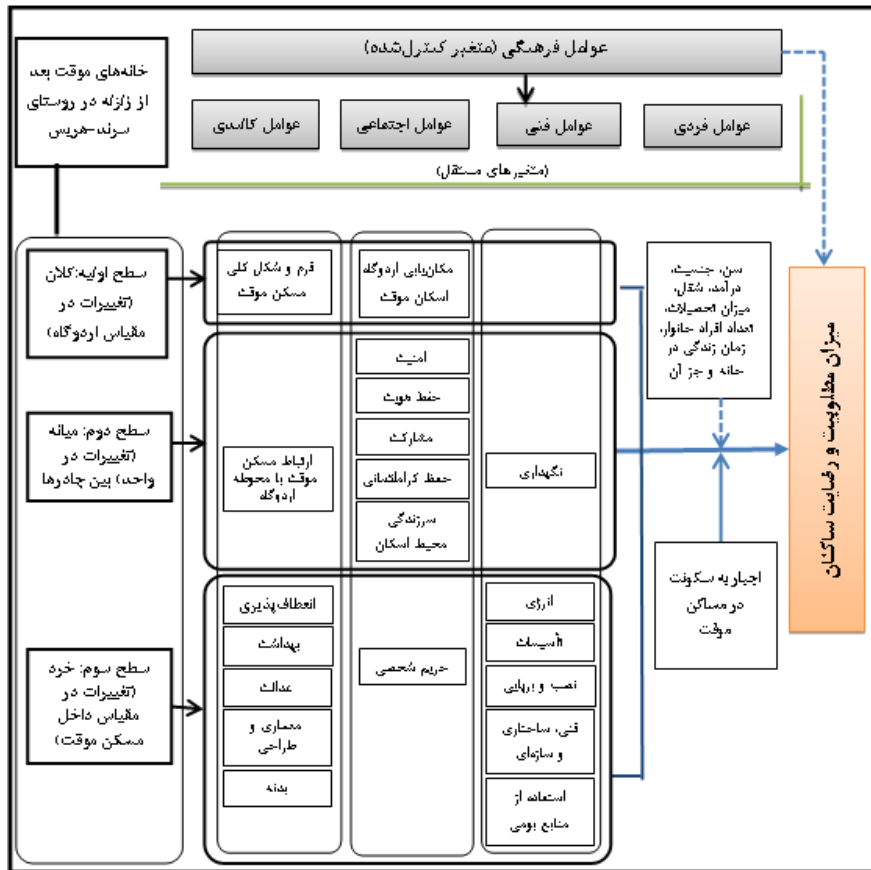 عوامل فرهنگی (متغیر کنترل‌شده)
خانه‌های موقت بعد
از زلزله در روستای
سرند-هریس
عوامل فردی
عوامل فنی
عوامل اجتماعی
عوامل کالبدی
(متغیرهای مستقل)
سطح اولیه:کلان
(تغییرات در
مقیاس اردوگاه)
فرم و شکل کلی
مسکن موقت
مکان‌یابی اردوگاه
اسکان موقت
سن، جنسیت،
درآمد، شغل،
میزان تحصیلات،
تعداد افراد خانوار،
زمان زندگی در
خانه و جز آن
میزان مطلوبیت و رضایت ساکنان
سطح دوم: میانه
(تغییرات در
واحد) بین چادرها
ارتباط مسکن
موقت با محوطه
اردوگاه
امنیت
حفظ هویت
مشارکت
حفظ کرامت‌انسانی
سرزندگی
محیط اسکان
نگهداری
اجبار به سکونت
در مساکن
موقت
سطح سوم: خرد
(تغییرات در
مقیاس داخل
مسکن موقت)
انعطاف‌پذیری
بهداشت
عدالت
معماری و
طراحی
بدنه
حریم شخصی
انرژی
تأسیسات
نصب و برپایی
فنی، ساختاری
و سازه‌ای
استفاده از
منابع بومی